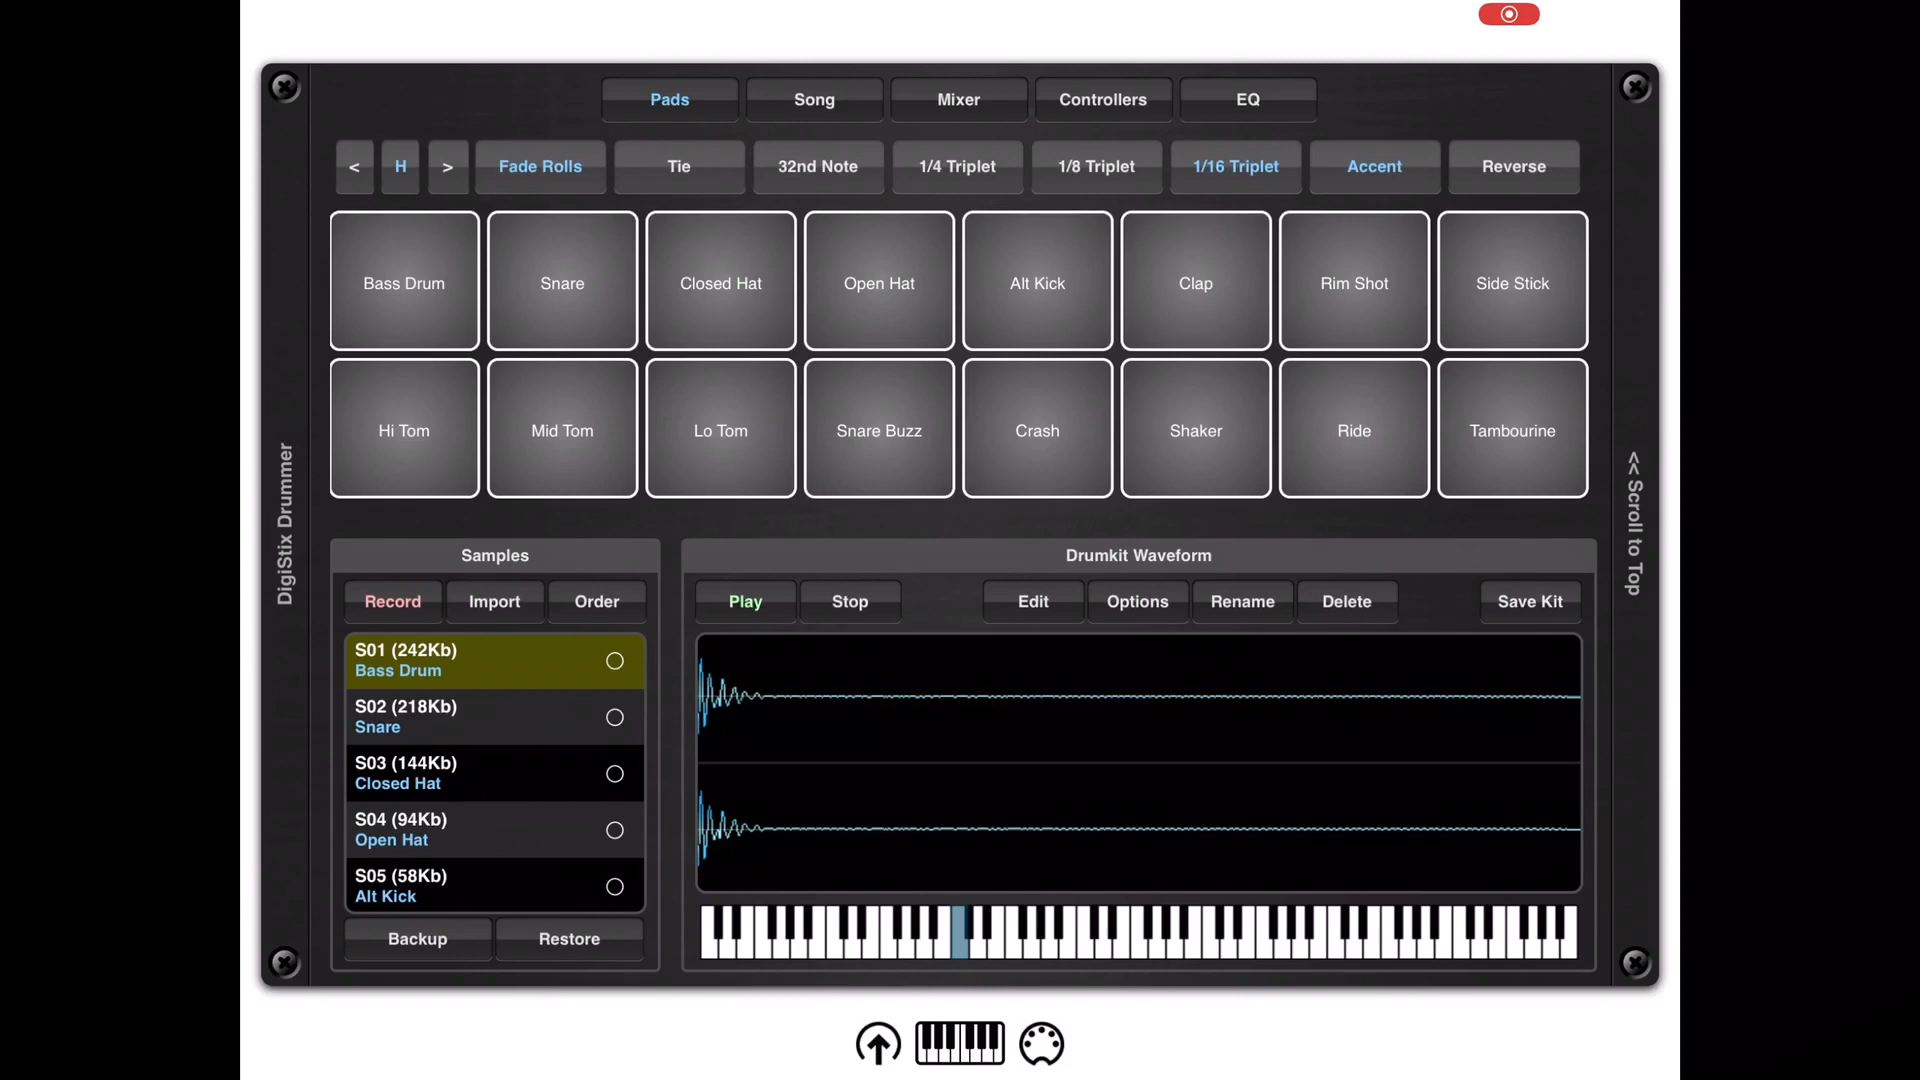 Pads Song Mixer Controllers EQ
< H > Fade Rolls Tie 32nd Note 1/4 Triplet 1/8 Triplet 1/16 Triplet Accent Reverse
Bass Drum Snare Closed Hat Open Hat Alt Kick Clap Rim Shot Side Stick
Hi Tom Mid Tom Lo Tom Snare Buzz Crash Shaker Ride Tambourine
DigiStix Drummer
<< Scroll to Top
Samples
Record Import Order
S01 (242Kb)
Bass Drum
S02 (218Kb)
Snare
S03 (144Kb)
Closed Hat
S04 (94Kb)
Open Hat
S05 (58Kb)
Alt Kick
Backup Restore
Drumkit Waveform
Play Stop Edit Options Rename Delete Save Kit